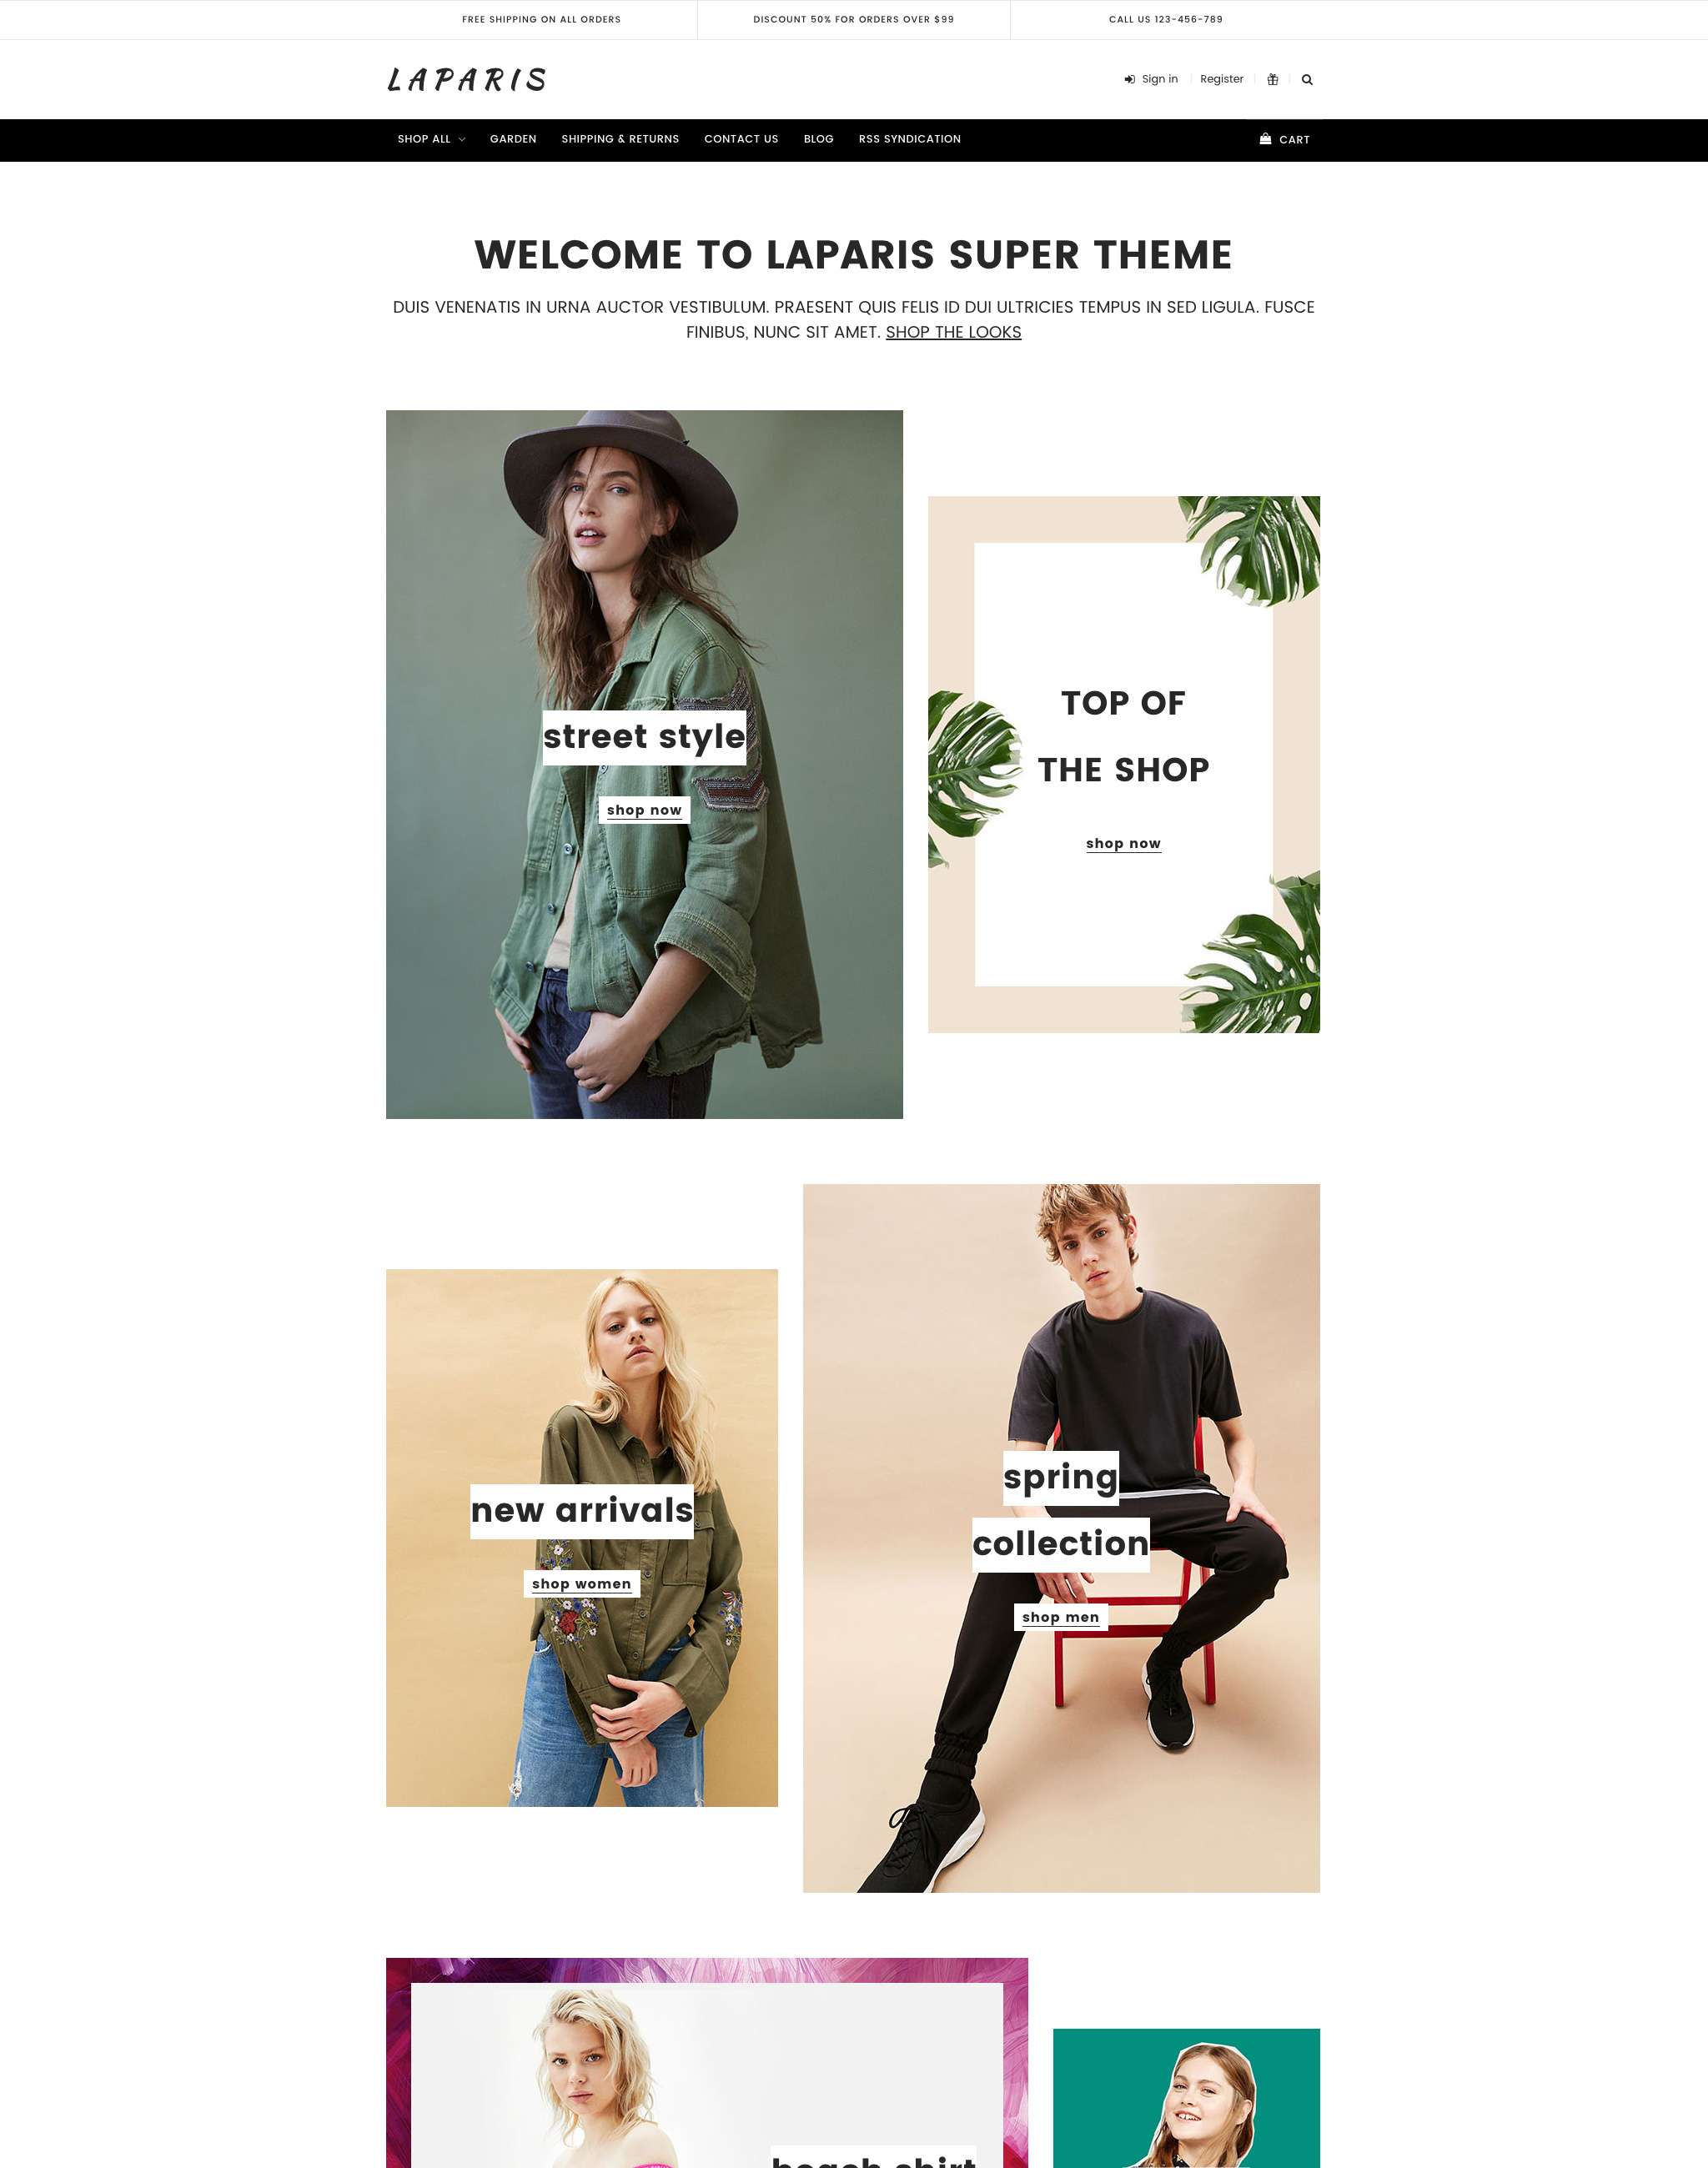 FREE SHIPPING ON ALL ORDERS
DISCOUNT 50% FOR ORDERS OVER $99
CALL US 123-456-789
LAPARIS
Sign in
Register
SHOP ALL
GARDEN
SHIPPING & RETURNS
CONTACT US
BLOG
RSS SYNDICATION
CART
WELCOME TO LAPARIS SUPER THEME
DUIS VENENATIS IN URNA AUCTOR VESTIBULUM. PRAESENT QUIS FELIS ID DUI ULTRICIES TEMPUS IN SED LIGULA. FUSCE
FINIBUS, NUNC SIT AMET. SHOP THE LOOKS
street style
shop now
TOP OF
THE SHOP
shop now
new arrivals
shop women
spring
collection
shop men
beach shirt